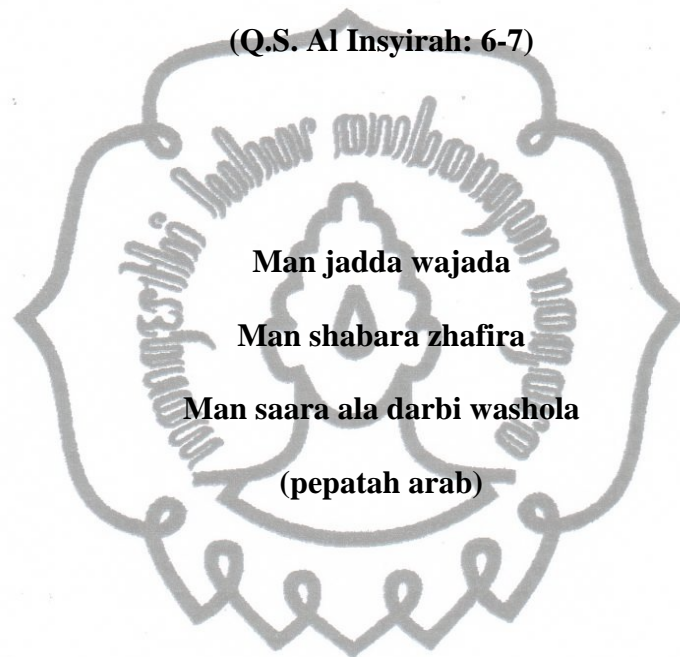 (Q.S. Al Insyirah: 6-7)
Man jadda wajada
Man shabara zhafira
Man saara ala darbi washola
(pepatah arab)